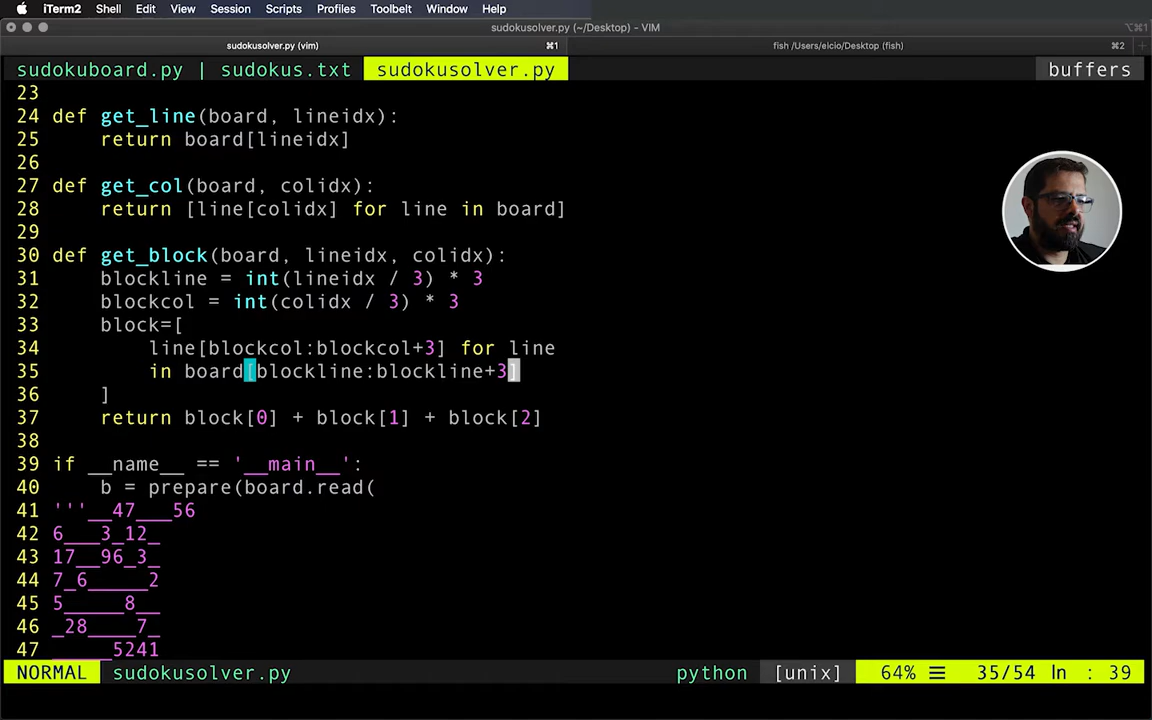 iTerm2 Shell Edit View Session Scripts Profiles Toolbelt Window Help
sudokusolver.py (~/Desktop) - VIM ⌥⌘1
sudokusolver.py (vim) ⌘1 fish /Users/elcio/Desktop (fish) ⌘2 +
sudokuboard.py | sudokus.txt sudokusolver.py buffers
23
24 def get_line(board, lineidx):
25     return board[lineidx]
26
27 def get_col(board, colidx):
28     return [line[colidx] for line in board]
29
30 def get_block(board, lineidx, colidx):
31     blockline = int(lineidx / 3) * 3
32     blockcol = int(colidx / 3) * 3
33     block=[
34         line[blockcol:blockcol+3] for line
35         in board[blockline:blockline+3]
36     ]
37     return block[0] + block[1] + block[2]
38
39 if __name__ == '__main__':
40     b = prepare(board.read(
41 '''__47___56
42 6___3_12_
43 17__96_3_
44 7_6_____2
45 5_____8__
46 _28____7_
47 _____5241
NORMAL sudokusolver.py python [unix] 64% ☰ 35/54 ln : 39